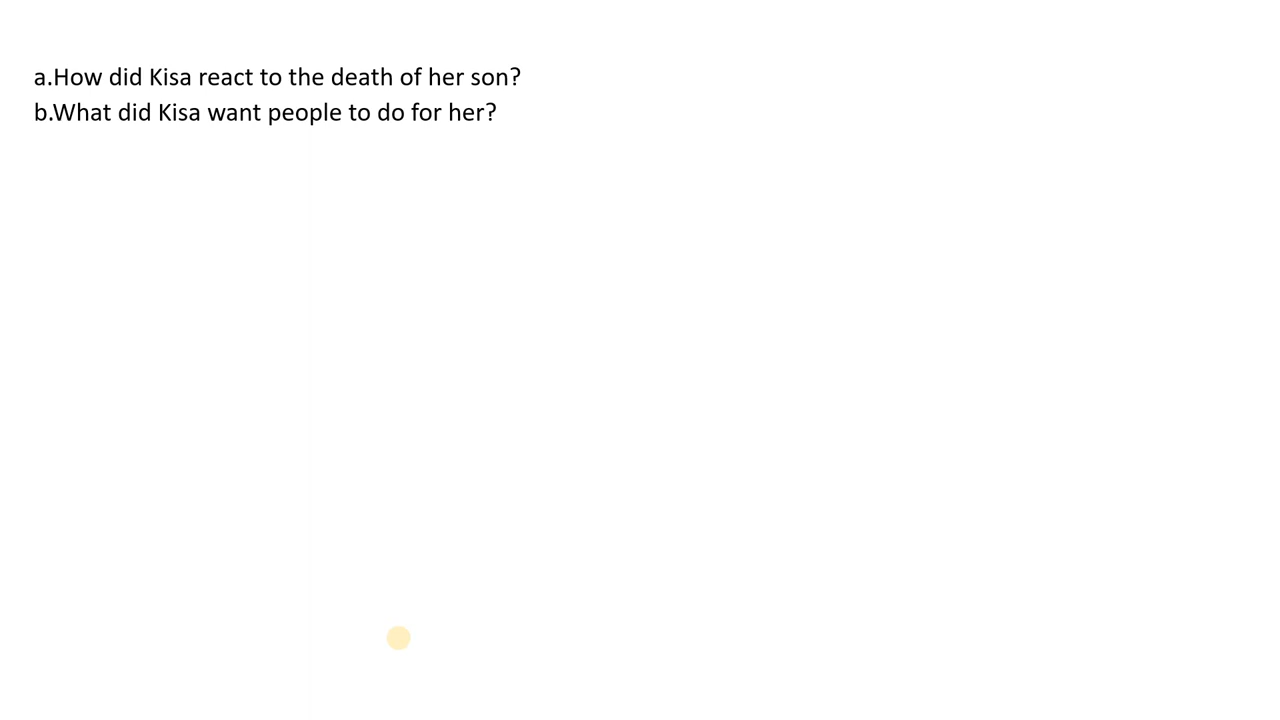 a.How did Kisa react to the death of her son?
b.What did Kisa want people to do for her?